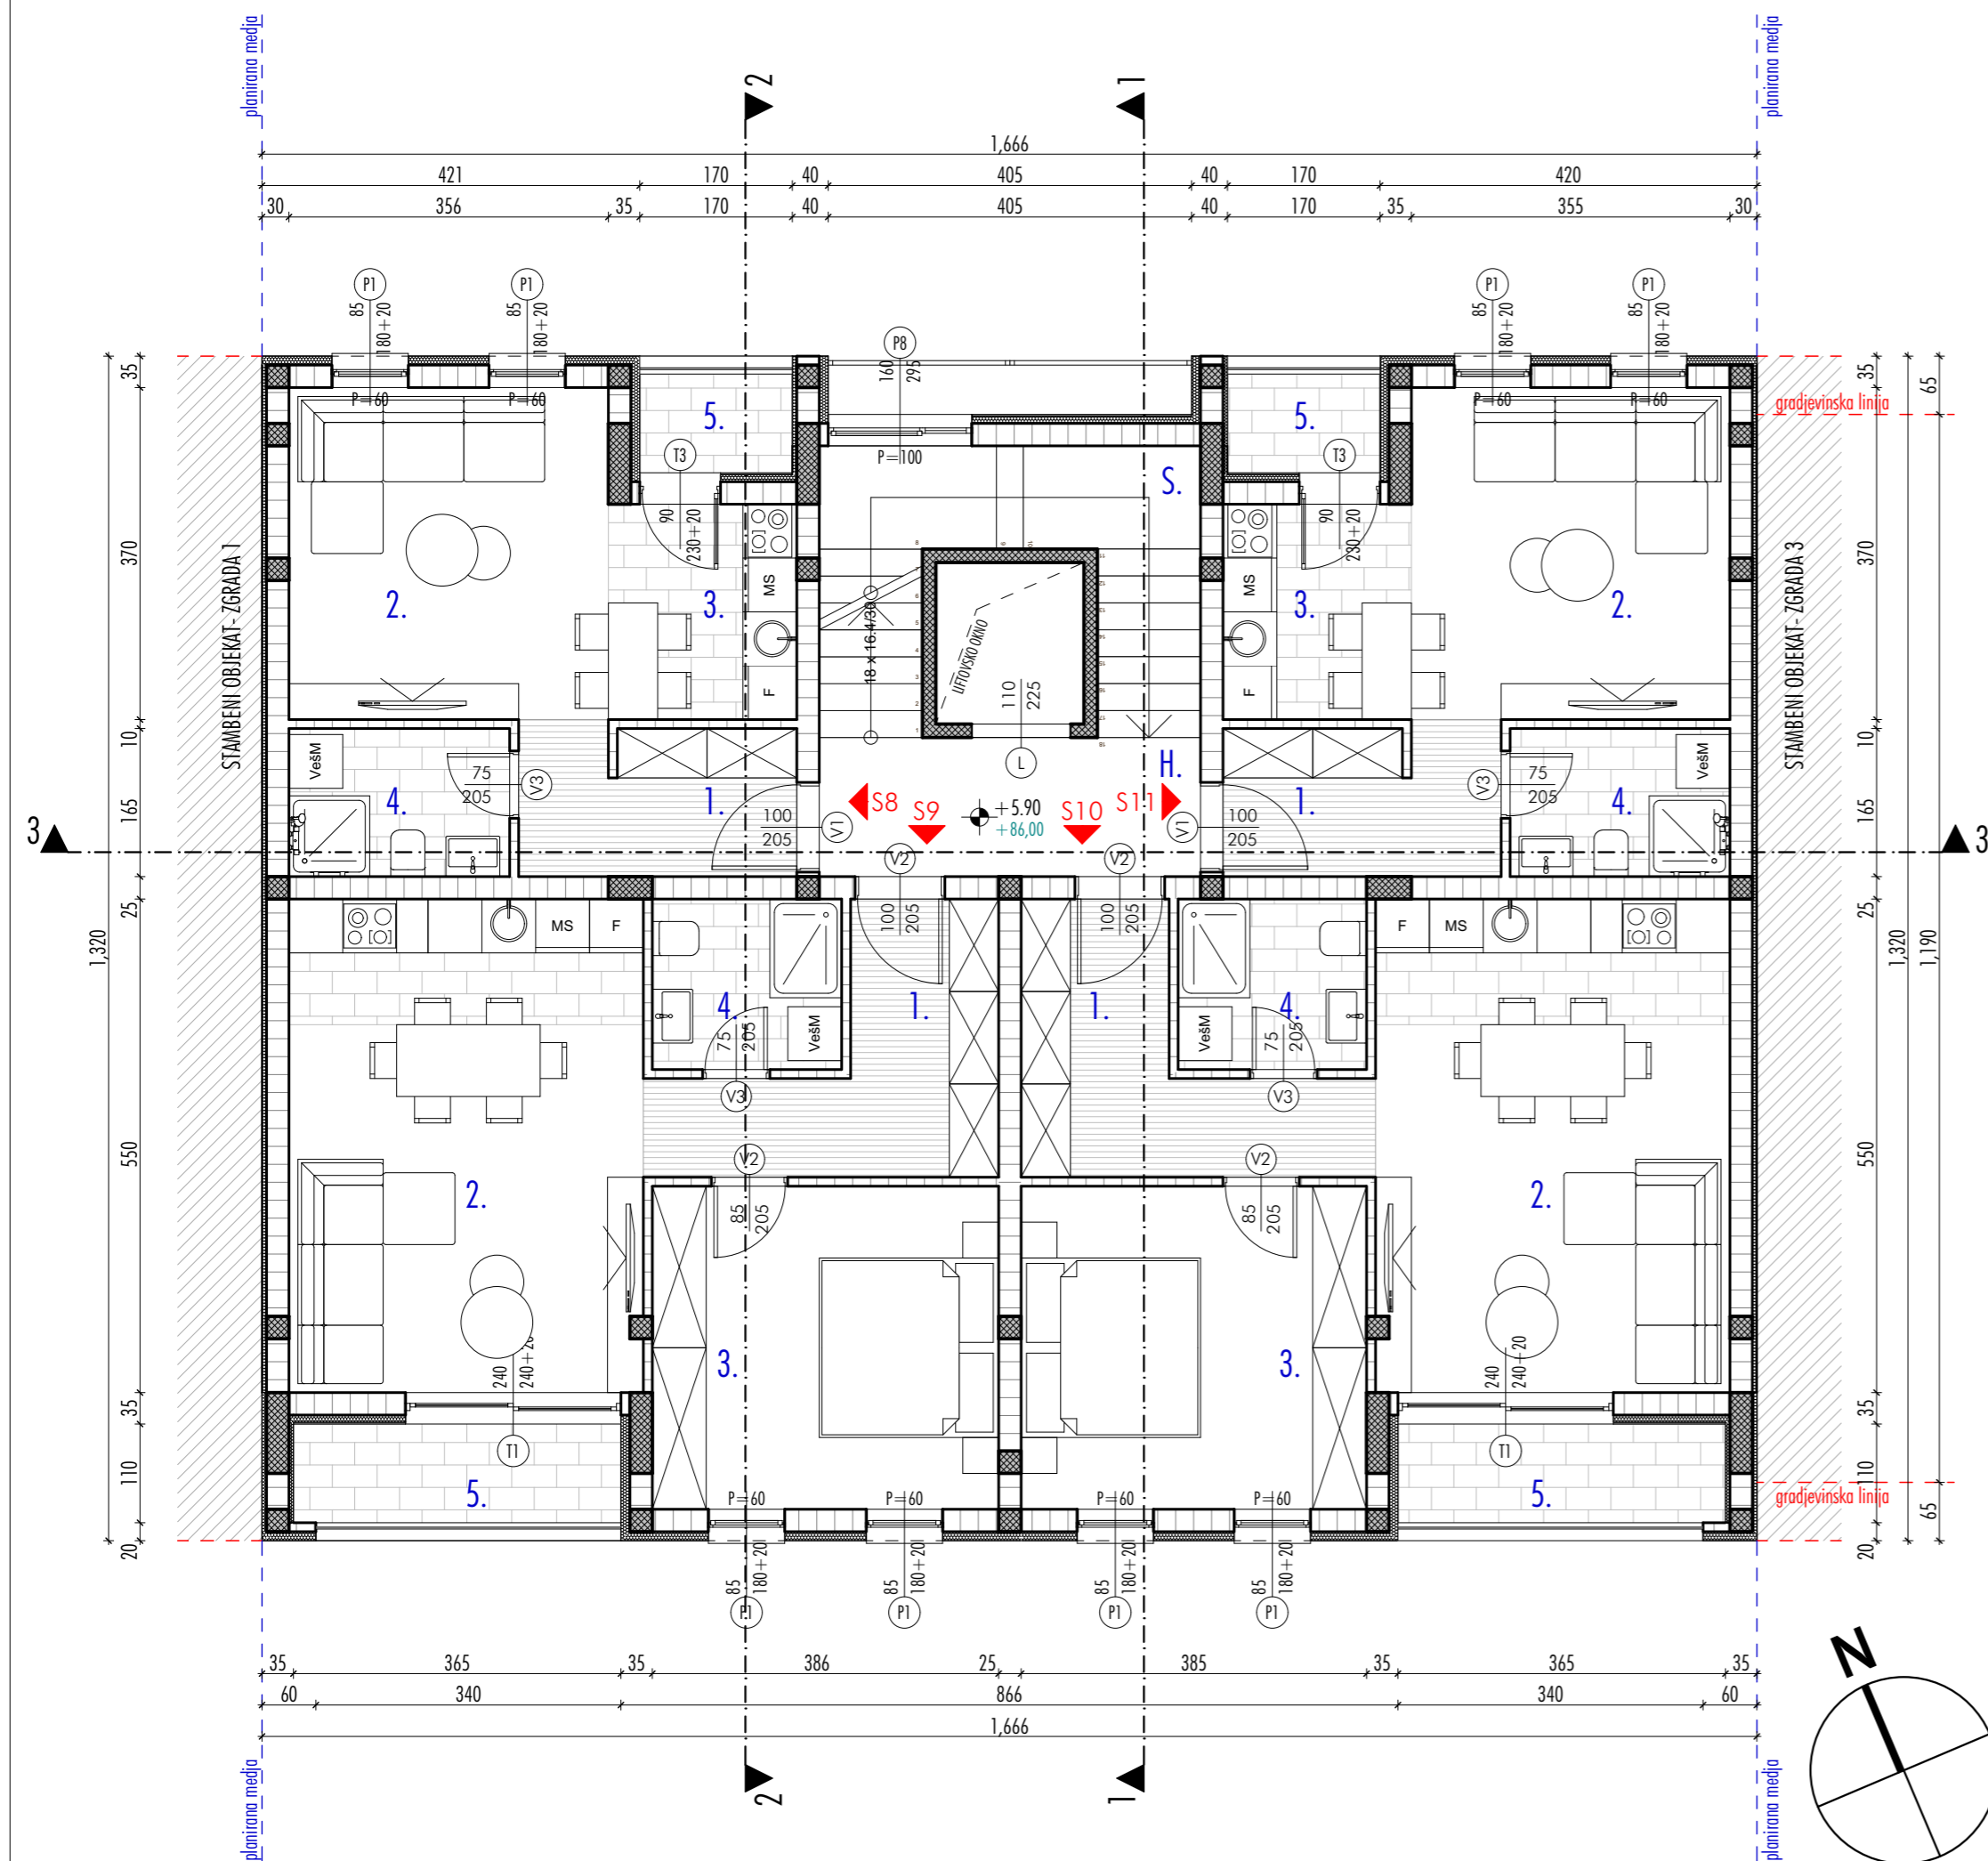 planirana medja
planirana medja
2
1
1,666
421 170 40 405 40 170 420
30 356 35 170 40 405 40 170 35 355 30
P1 P1 P1 P1
85 180+20
85 180+20
85 180+20
85 180+20
P8
160 295
P=60 P=60 P=100 P=60 P=60
gradjevinska linija
5. 5.
T3 T3
S.
90 230+20
90 230+20
STAMBENI OBJEKAT- ZGRADA 1
STAMBENI OBJEKAT- ZGRADA 3
2. 3. 3. 2.
MS MS
F F
18 x 16.4/30
LIFTOVSKO OKNO
110 225
L
H.
VešM VešM
75 205
75 205
V3 V3
4. 1. 1. 4.
100 205
100 205
V1 V1
S8 S9 S10 S11
+5.90
+86,00
3 3
V2 V2
100 205
100 205
MS F F MS
4. 1. 1. 4.
75 205
75 205
VešM VešM
V3 V3
V2 V2
85 205
85 205
2. 2.
3. 3.
240 240+20
240 240+20
T1 T1
5. 5.
P=60 P=60 P=60 P=60
gradjevinska linija
85 180+20
85 180+20
85 180+20
85 180+20
P1 P1 P1 P1
35 370 10 165 25 550 35 110 20
1,320
35 370 10 165 25 550 35 110 20
1,320
65 1,190 65
35 365 35 386 25 385 35 365 35
60 340 866 340 60
1,666
N
2
1
planirana medja
planirana medja